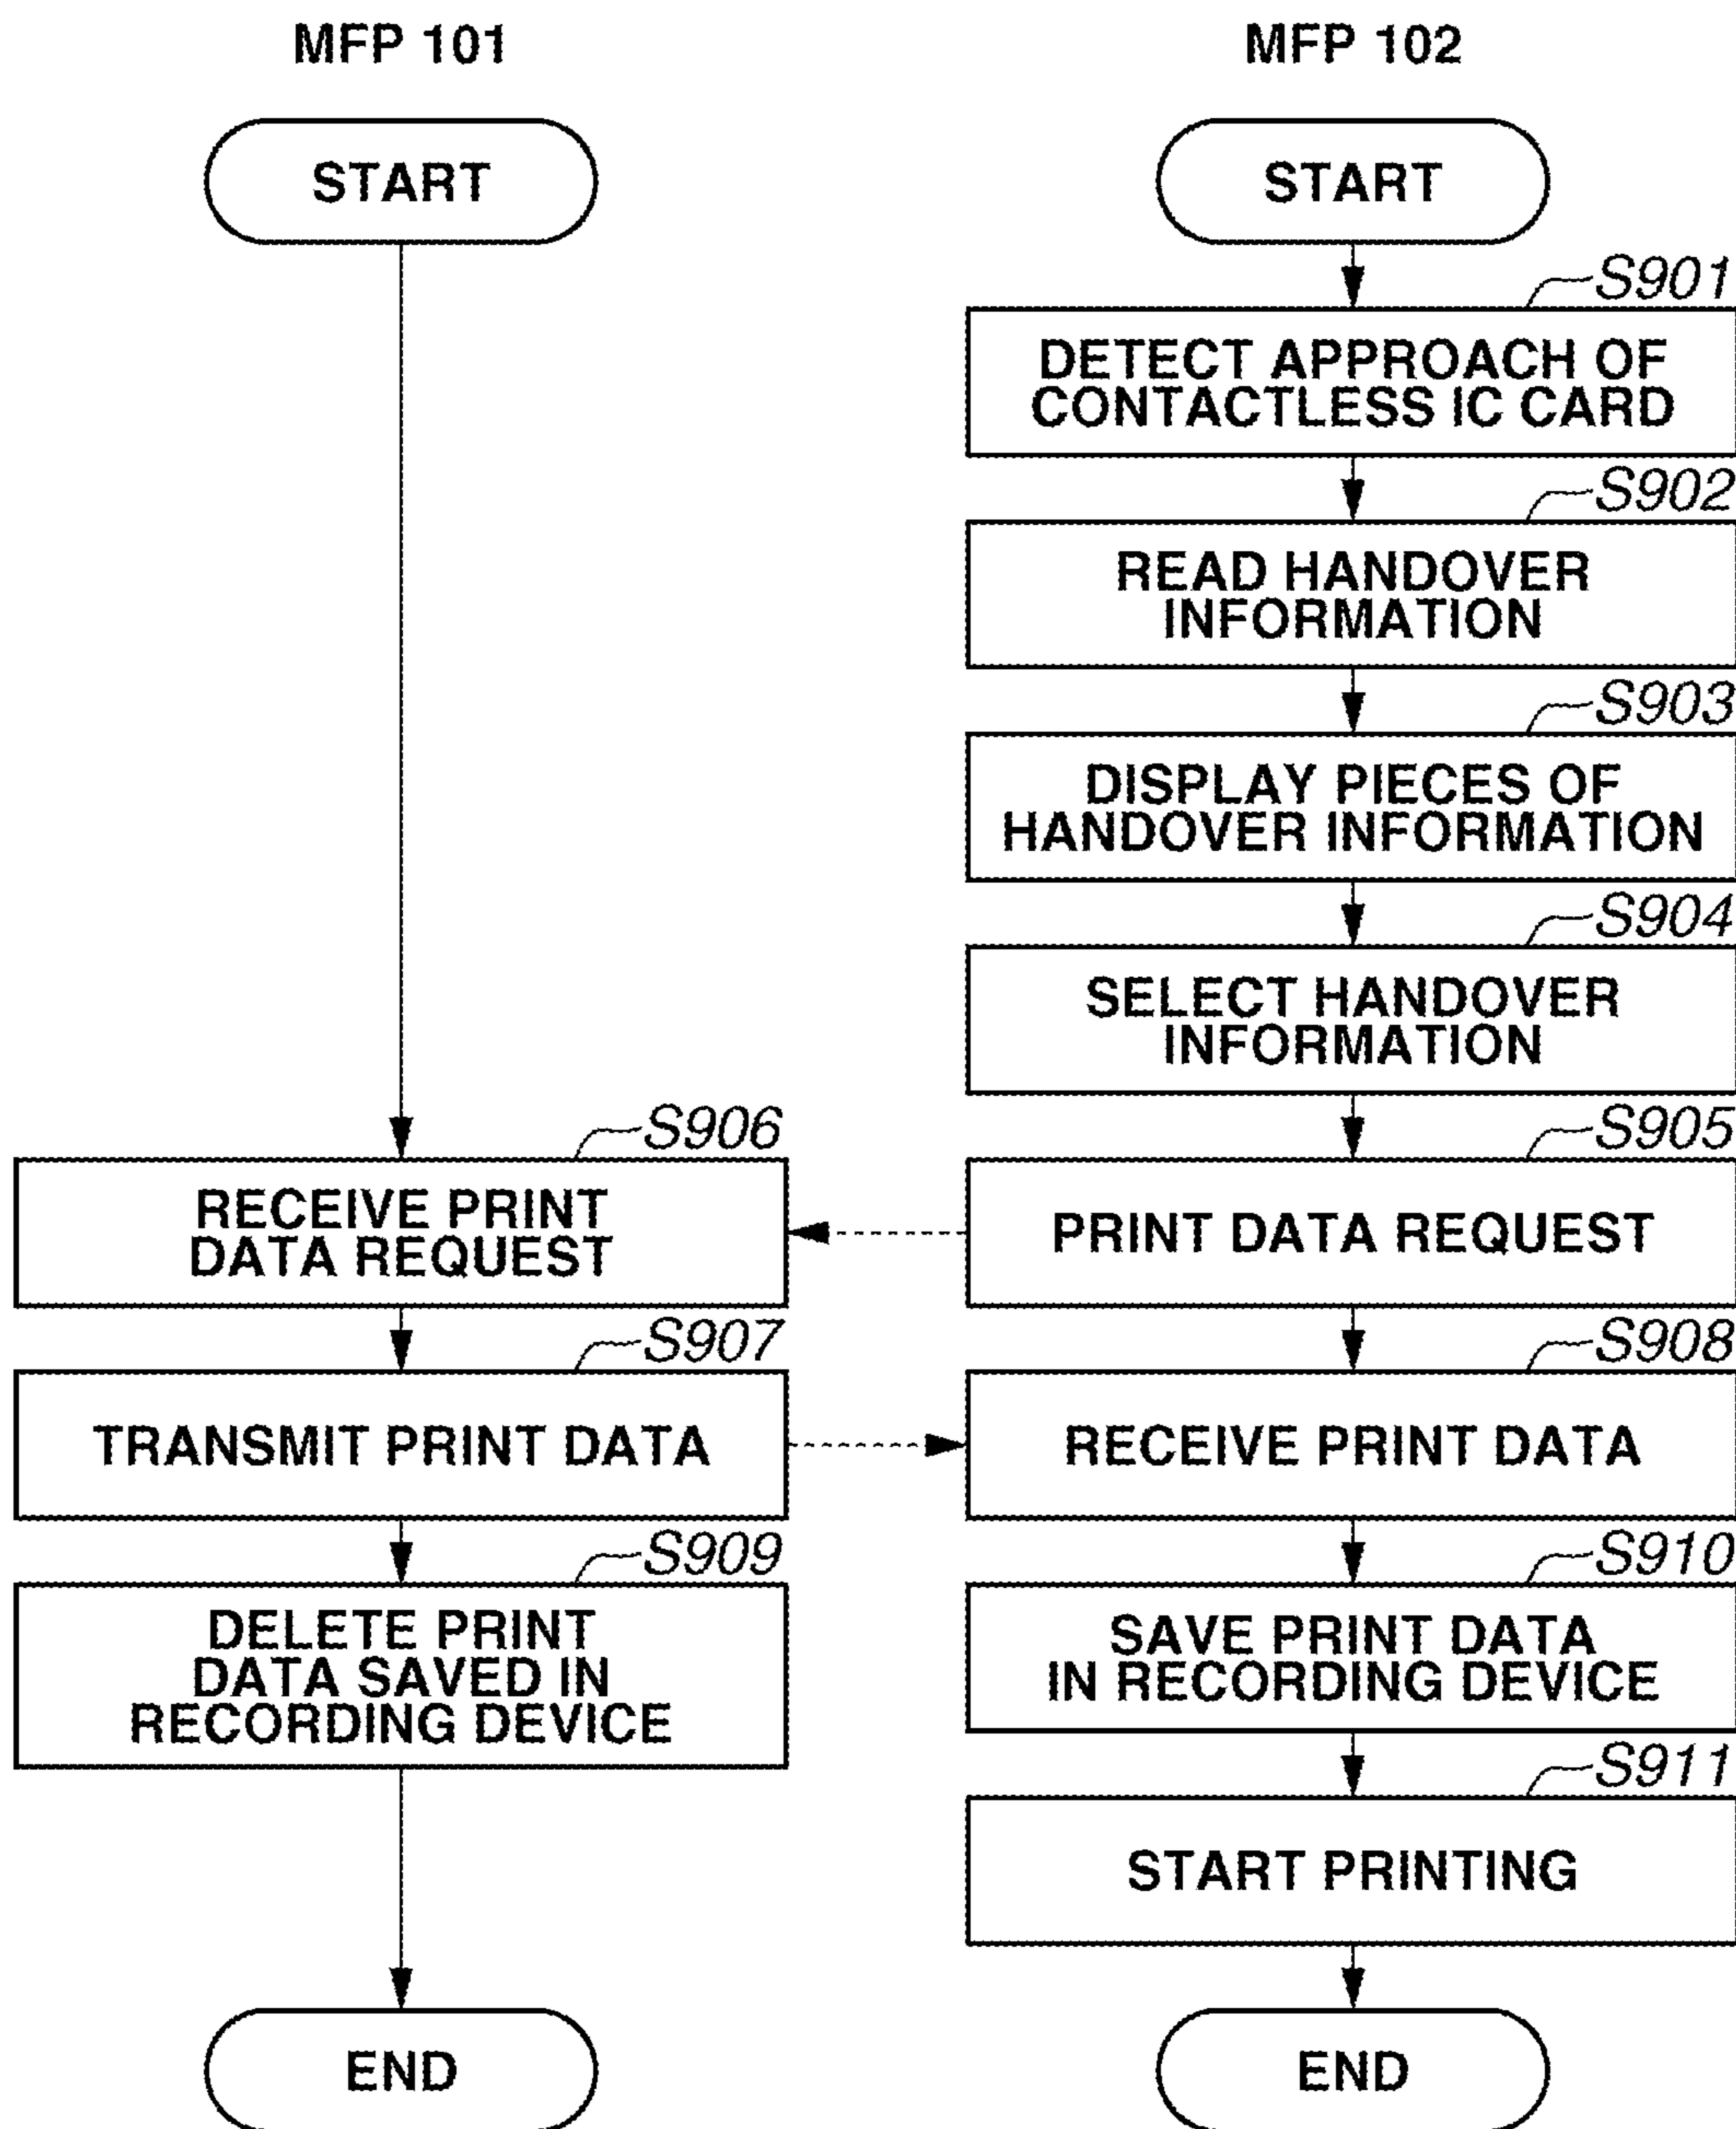 MFP 101
MFP 102
START
START
S901
DETECT APPROACH OF
CONTACTLESS IC CARD
S902
READ HANDOVER
INFORMATION
S903
DISPLAY PIECES OF
HANDOVER INFORMATION
S904
SELECT HANDOVER
INFORMATION
S906
RECEIVE PRINT
DATA REQUEST
S905
PRINT DATA REQUEST
S907
TRANSMIT PRINT DATA
S908
RECEIVE PRINT DATA
S909
DELETE PRINT
DATA SAVED IN
RECORDING DEVICE
S910
SAVE PRINT DATA
IN RECORDING DEVICE
S911
START PRINTING
END
END